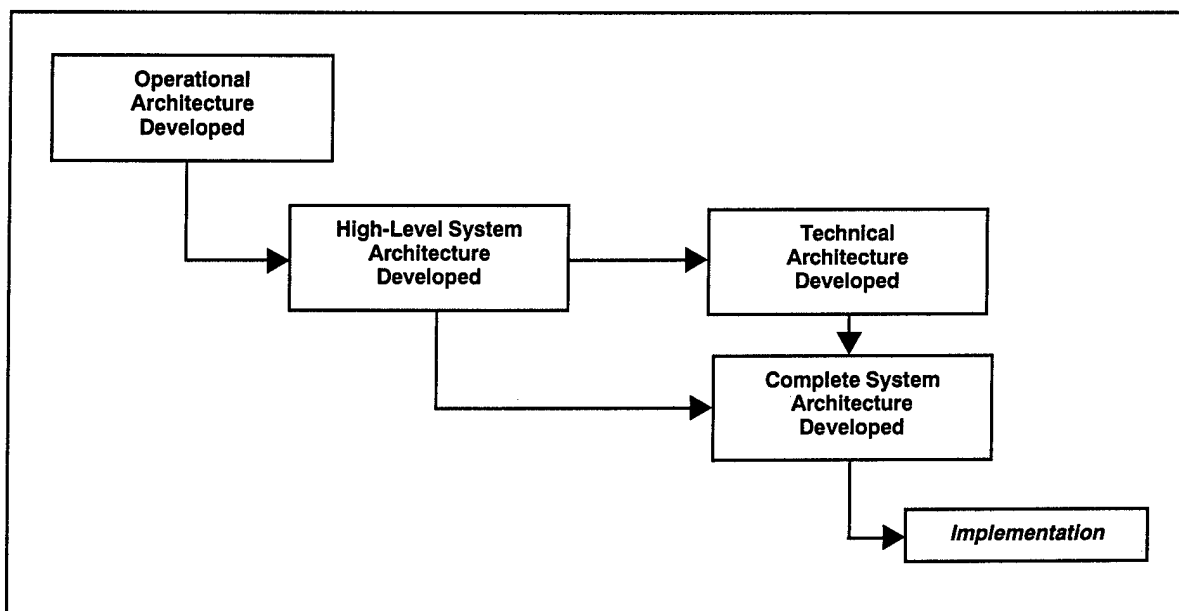 Operational
Architecture
Developed
High-Level System
Architecture
Developed
Technical
Architecture
Developed
Complete System
Architecture
Developed
Implementation